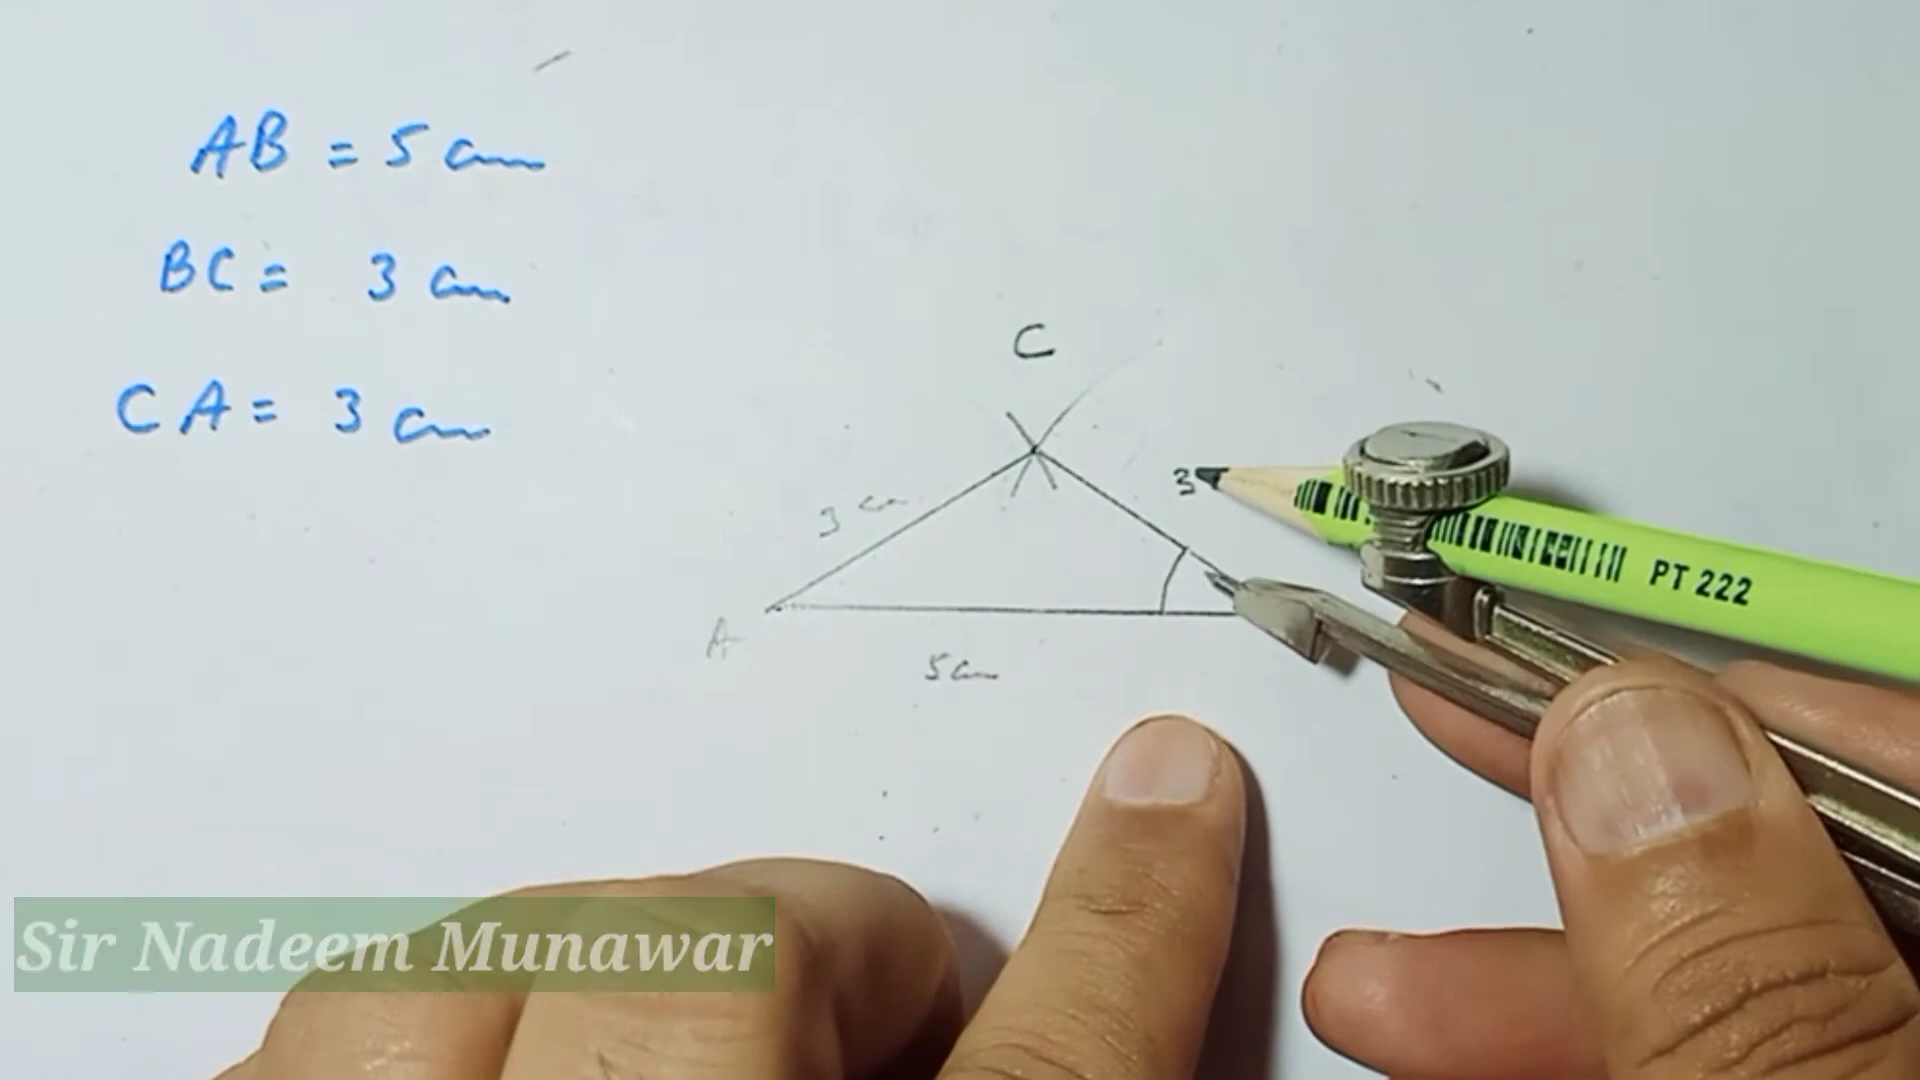 AB = 5 cm
BC = 3 cm
CA = 3 cm
C
3 cm
3
PT 222
A
5 cm
Sir Nadeem Munawar